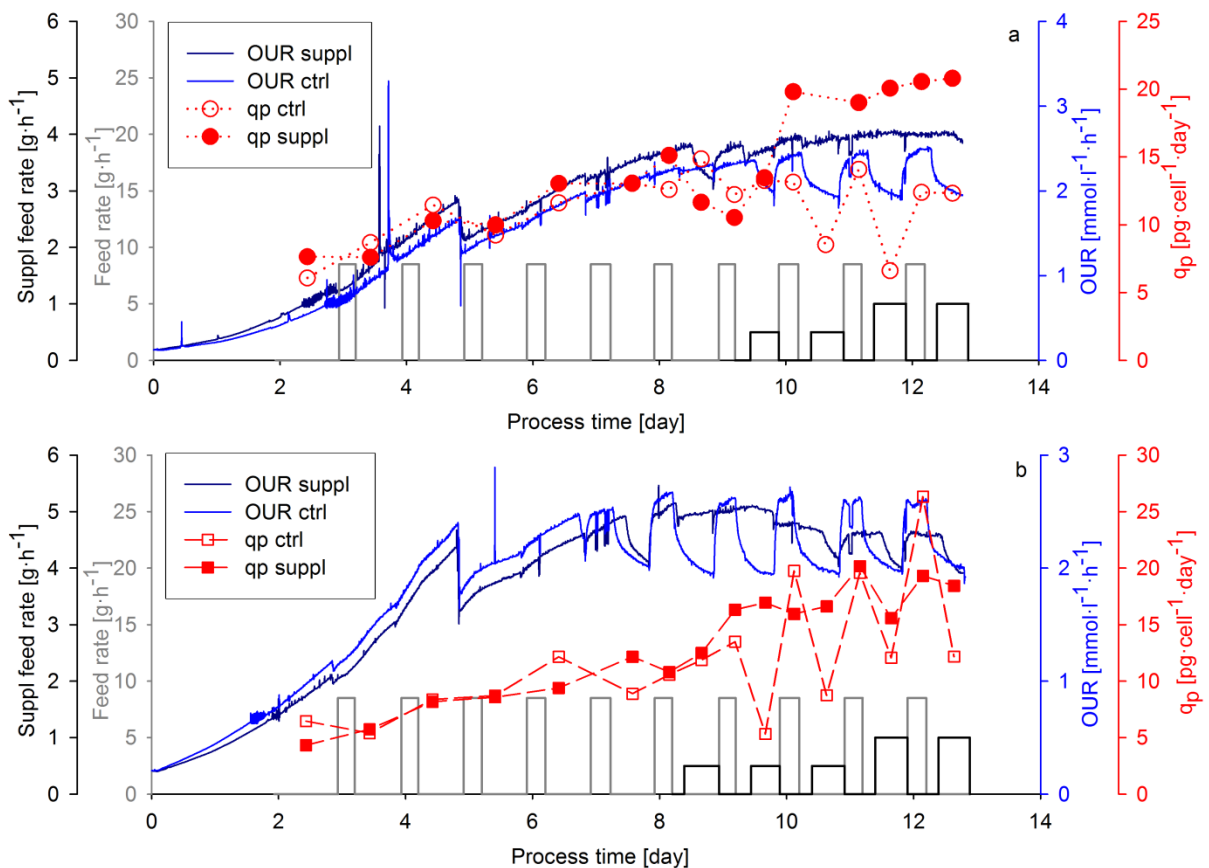 a
OUR suppl
OUR ctrl
qp ctrl
qp suppl
Suppl feed rate [g·h⁻¹]
0 1 2 3 4 5 6
Feed rate [g·h⁻¹]
0 5 10 15 20 25 30
OUR [mmol·l⁻¹·h⁻¹]
0 1 2 3 4
qₚ [pg·cell⁻¹·day⁻¹]
0 5 10 15 20 25
0 2 4 6 8 10 12 14
Process time [day]
b
OUR suppl
OUR ctrl
qp ctrl
qp suppl
Suppl feed rate [g·h⁻¹]
0 1 2 3 4 5 6
Feed rate [g·h⁻¹]
0 5 10 15 20 25 30
OUR [mmol·l⁻¹·h⁻¹]
0 1 2 3
qₚ [pg·cell⁻¹·day⁻¹]
0 5 10 15 20 25 30
0 2 4 6 8 10 12 14
Process time [day]